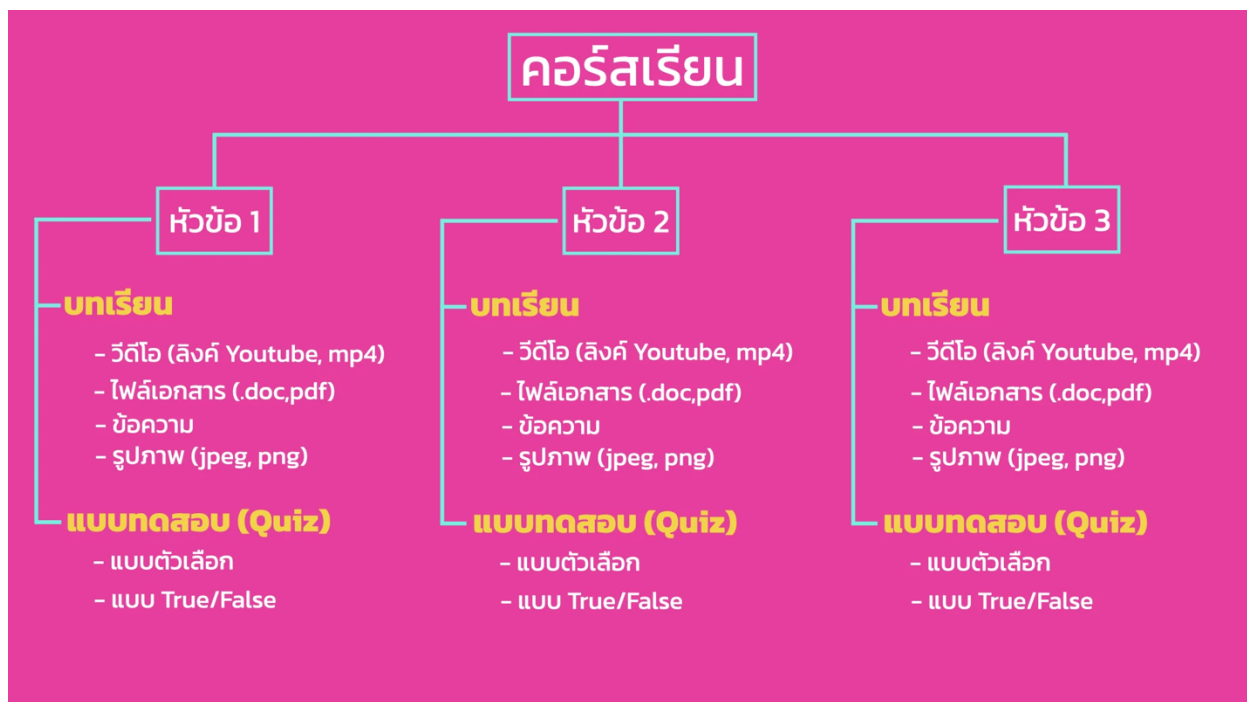 คอร์สเรียน
หัวข้อ 1
บทเรียน
- วีดีโอ (ลิงค์ Youtube, mp4)
- ไฟล์เอกสาร (.doc,pdf)
- ข้อความ
- รูปภาพ (jpeg, png)
แบบทดสอบ (Quiz)
- แบบตัวเลือก
- แบบ True/False
หัวข้อ 2
บทเรียน
- วีดีโอ (ลิงค์ Youtube, mp4)
- ไฟล์เอกสาร (.doc,pdf)
- ข้อความ
- รูปภาพ (jpeg, png)
แบบทดสอบ (Quiz)
- แบบตัวเลือก
- แบบ True/False
หัวข้อ 3
บทเรียน
- วีดีโอ (ลิงค์ Youtube, mp4)
- ไฟล์เอกสาร (.doc,pdf)
- ข้อความ
- รูปภาพ (jpeg, png)
แบบทดสอบ (Quiz)
- แบบตัวเลือก
- แบบ True/False